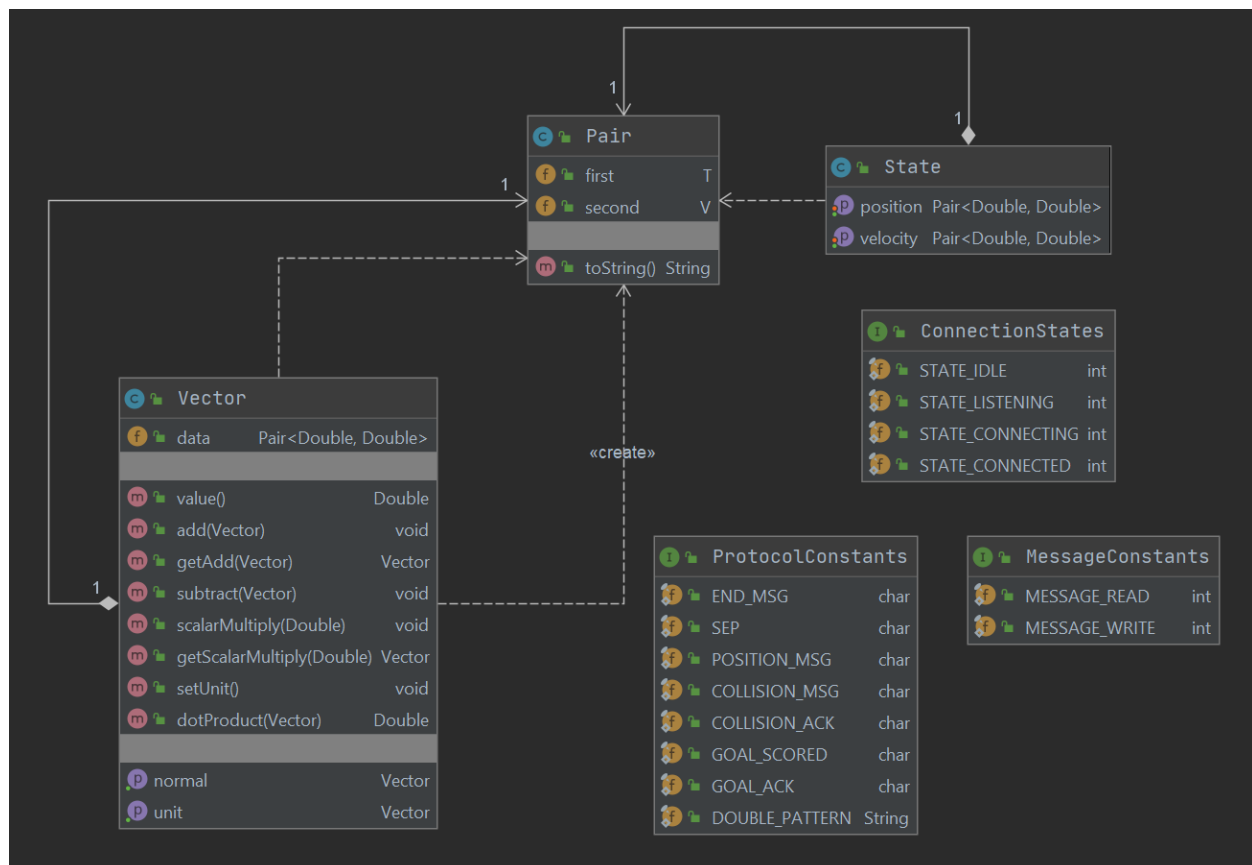 1
1
Pair
first T
second V
toString() String
State
position Pair<Double, Double>
velocity Pair<Double, Double>
1
ConnectionStates
STATE_IDLE int
STATE_LISTENING int
STATE_CONNECTING int
STATE_CONNECTED int
Vector
data Pair<Double, Double>
value() Double
add(Vector) void
getAdd(Vector) Vector
subtract(Vector) void
scalarMultiply(Double) void
getScalarMultiply(Double) Vector
setUnit() void
dotProduct(Vector) Double
normal Vector
unit Vector
1
«create»
ProtocolConstants
END_MSG char
SEP char
POSITION_MSG char
COLLISION_MSG char
COLLISION_ACK char
GOAL_SCORED char
GOAL_ACK char
DOUBLE_PATTERN String
MessageConstants
MESSAGE_READ int
MESSAGE_WRITE int